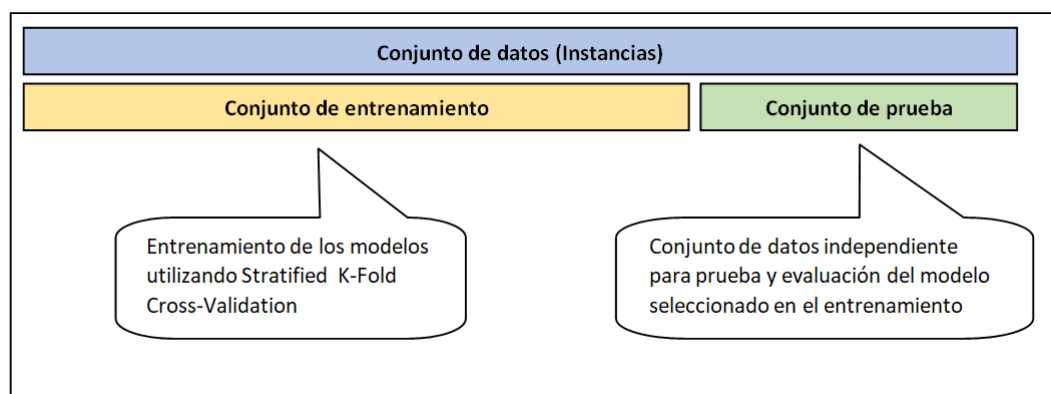 Conjunto de datos (Instancias)
Conjunto de entrenamiento
Conjunto de prueba
Entrenamiento de los modelos
utilizando Stratified K-Fold
Cross-Validation
Conjunto de datos independiente
para prueba y evaluación del modelo
seleccionado en el entrenamiento